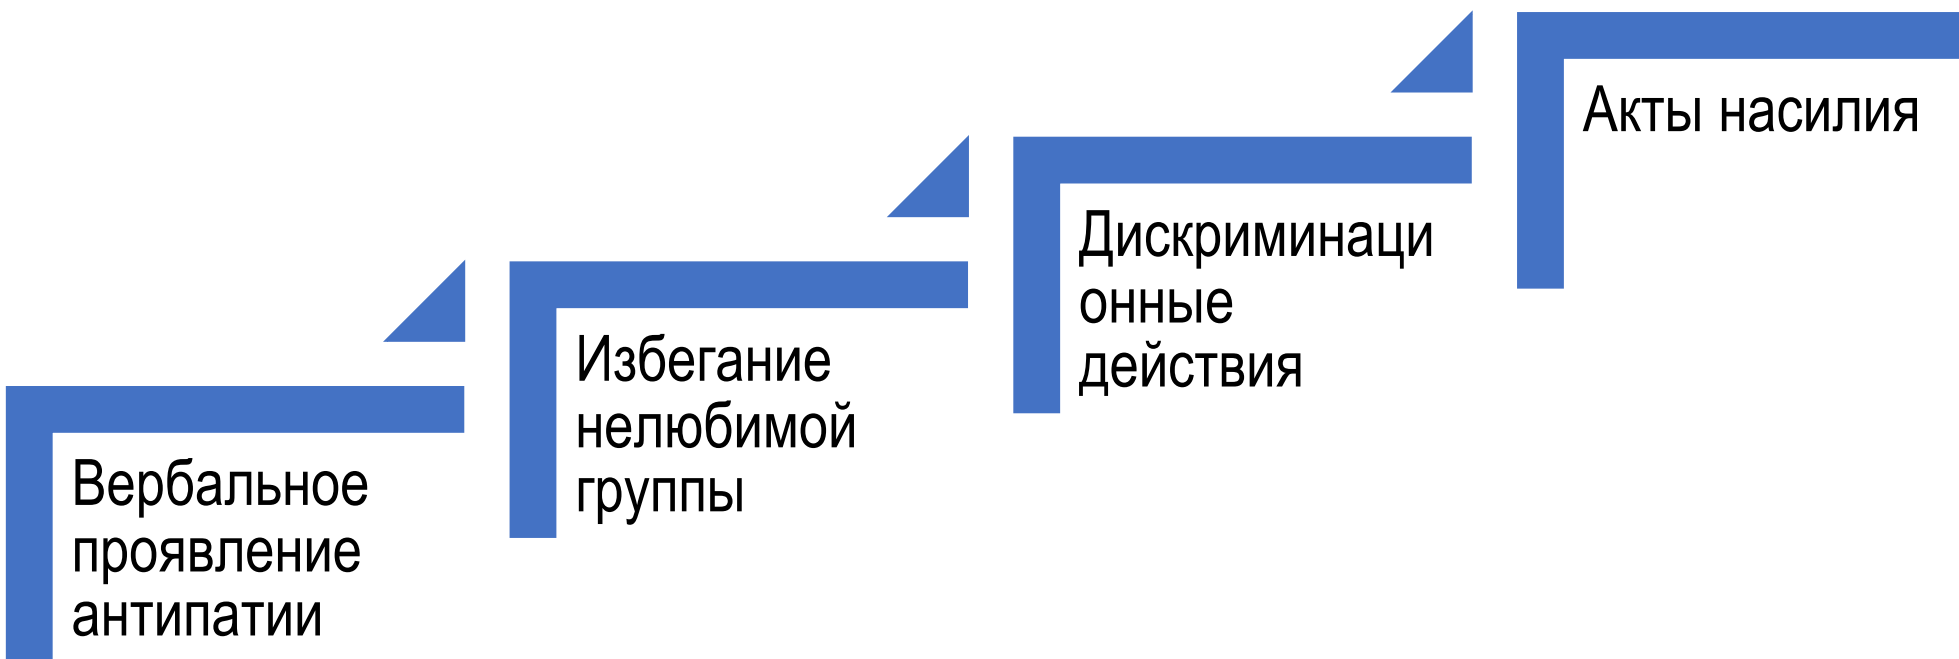 Вербальное
проявление
антипатии
Избегание
нелюбимой
группы
Дискриминаци
онные
действия
Акты насилия